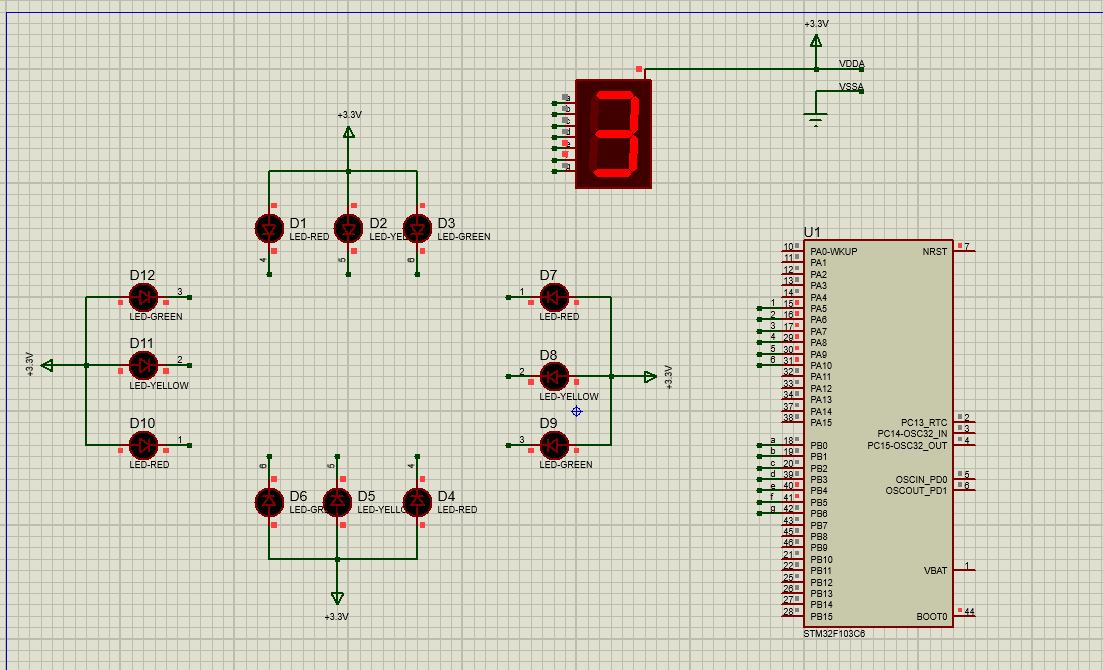 +3.3V
VDDA
VSSA
a
b
c
d
e
f
g
+3.3V
D1
LED-RED
D2
LED-YEL
D3
LED-GREEN
4
5
6
D12
3
LED-GREEN
D11
2
LED-YELLOW
+3.3V
D10
1
LED-RED
D7
1
LED-RED
D8
2
LED-YELLOW
+3.3V
D9
3
LED-GREEN
6
5
4
D6
LED-GR
D5
LED-YELLO
D4
LED-RED
+3.3V
U1
10 PA0-WKUP
11 PA1
12 PA2
13 PA3
14 PA4
1 15 PA5
2 16 PA6
3 17 PA7
4 29 PA8
5 30 PA9
6 31 PA10
32 PA11
33 PA12
34 PA13
37 PA14
38 PA15
a 18 PB0
b 19 PB1
c 20 PB2
d 39 PB3
e 40 PB4
f 41 PB5
g 42 PB6
43 PB7
45 PB8
46 PB9
21 PB10
22 PB11
25 PB12
26 PB13
27 PB14
28 PB15
NRST 7
PC13_RTC 2
PC14-OSC32_IN 3
PC15-OSC32_OUT 4
OSCIN_PD0 5
OSCOUT_PD1 6
VBAT 1
BOOT0 44
STM32F103C6